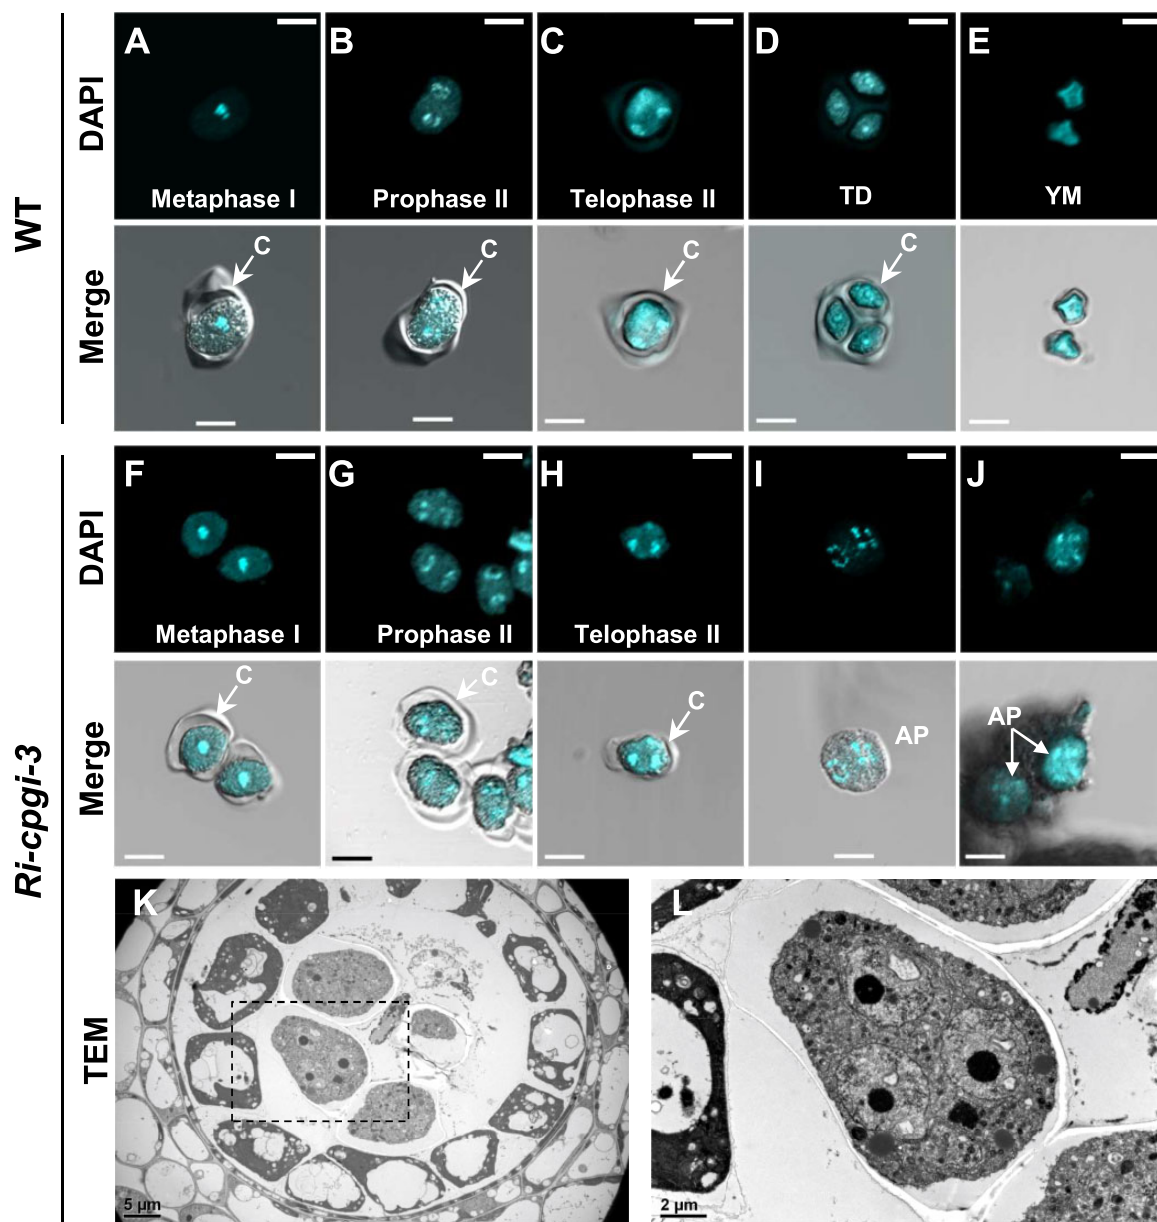 WT
DAPI
A
B
C
D
E
Metaphase I
Prophase II
Telophase II
TD
YM
Merge
C
C
C
C
Ri-cpgi-3
DAPI
F
G
H
I
J
Metaphase I
Prophase II
Telophase II
Merge
C
C
C
AP
AP
TEM
K
L
5 µm
2 µm